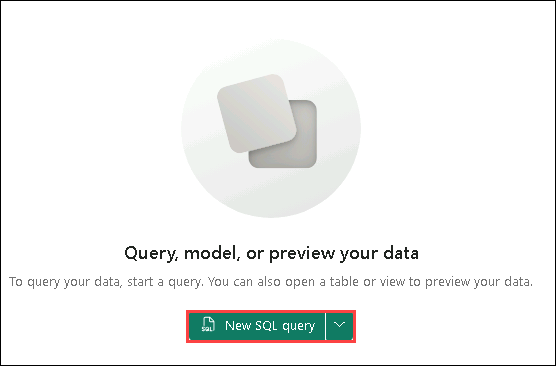 Query, model, or preview your data
To query your data, start a query. You can also open a table or view to preview your data.
SQL New SQL query